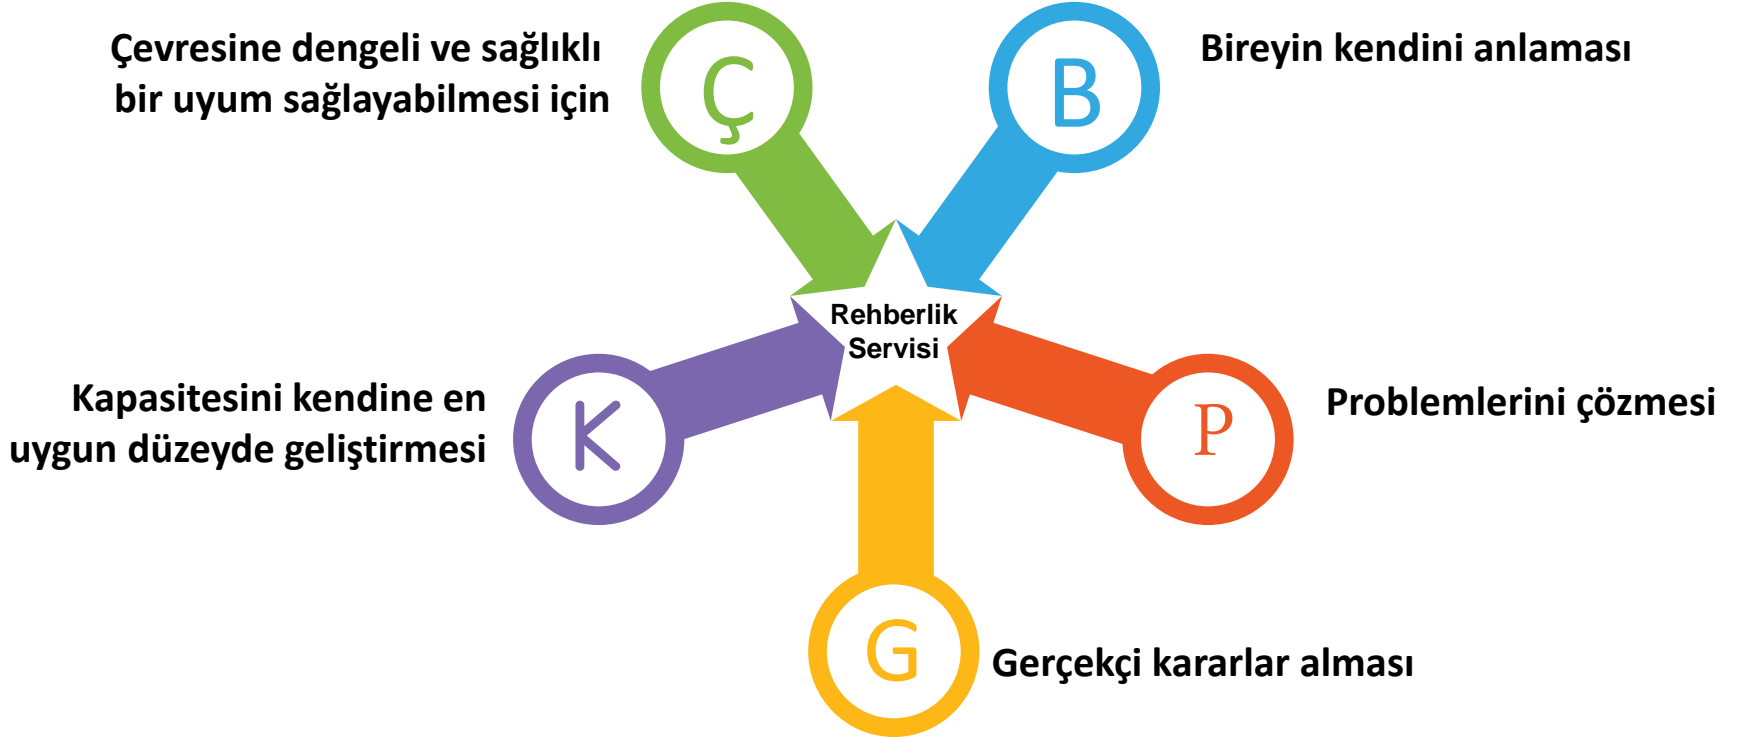 Çevresine dengeli ve sağlıklı
bir uyum sağlayabilmesi için
Ç
B
Bireyin kendini anlaması
Rehberlik
Servisi
Kapasitesini kendine en
uygun düzeyde geliştirmesi
K
P
Problemlerini çözmesi
G
Gerçekçi kararlar alması